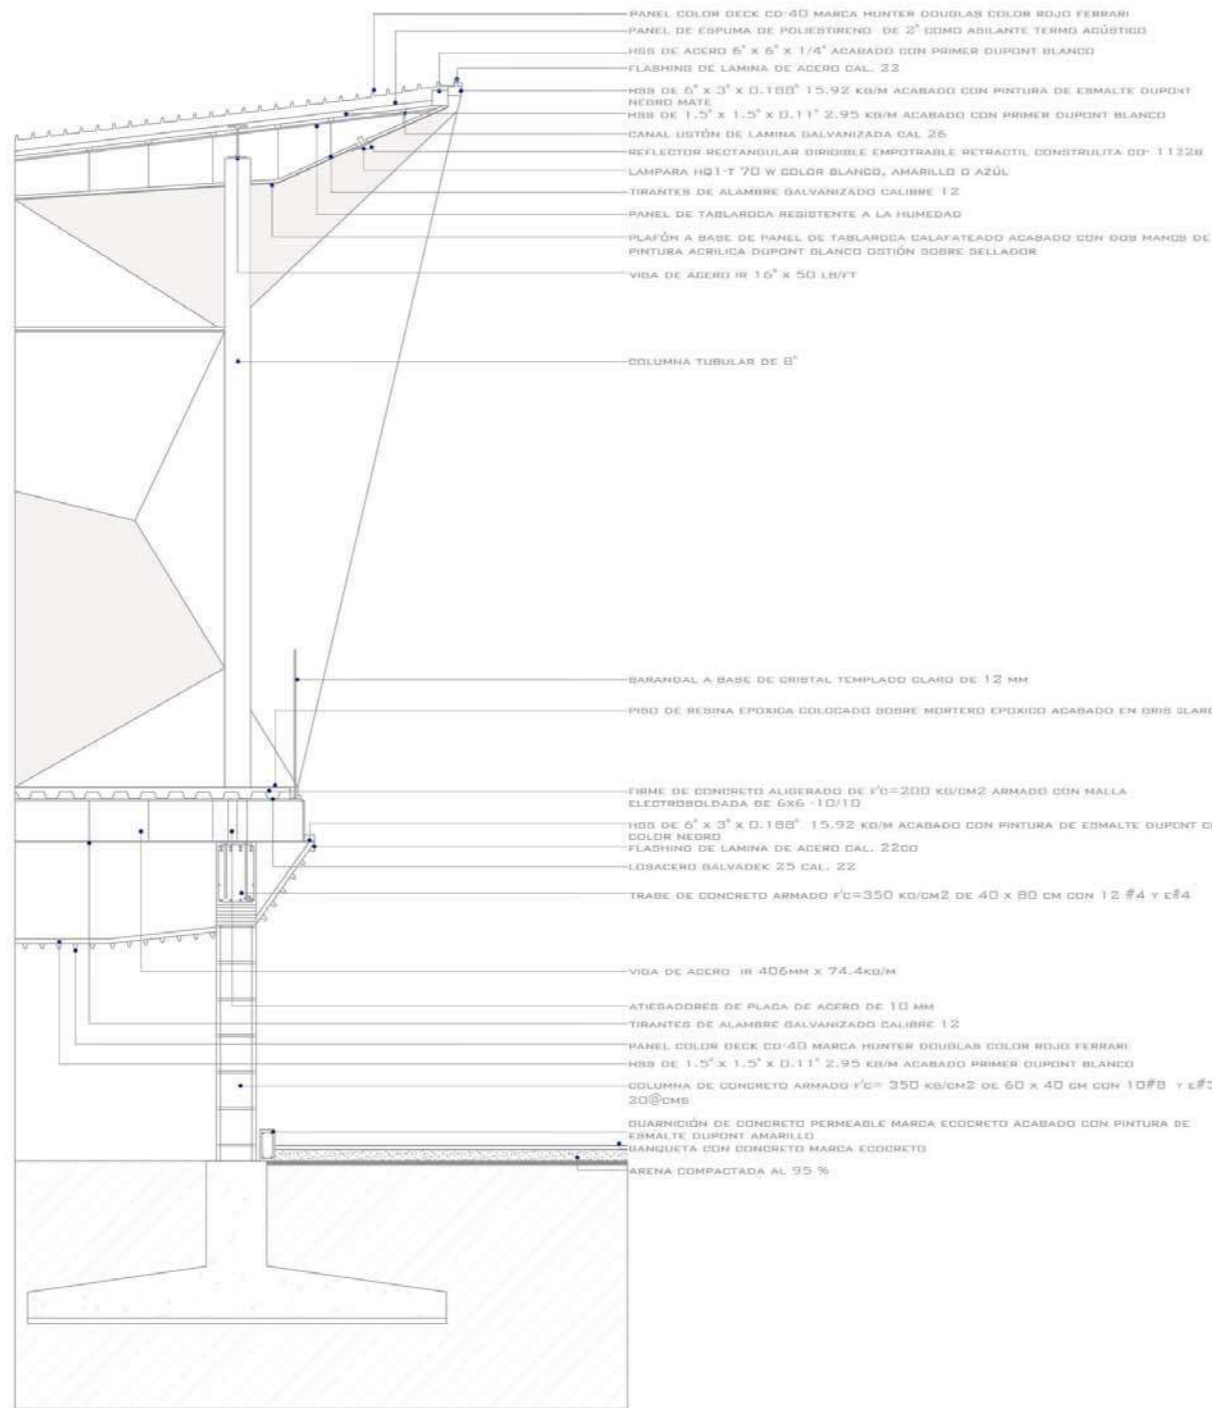 PANEL COLOR DECK CD-40 MARCA HUNTER DOUGLAS COLOR ROJO FERRARI
PANEL DE ESPUMA DE POLIESTIRENO DE 2" COMO ASILANTE TERMO ACÚSTICO
HSS DE ACERO 6" X 6" X 1/4" ACABADO CON PRIMER DUPONT BLANCO
FLASHING DE LAMINA DE ACERO CAL. 22
HSS DE 6" X 3" X 0.188" 15.92 KG/M ACABADO CON PINTURA DE ESMALTE DUPONT
NEGRO MATE
HSS DE 1.5" X 1.5" X 0.11" 2.95 KG/M ACABADO CON PRIMER DUPONT BLANCO
CANAL LISTÓN DE LAMINA GALVANIZADA CAL 26
REFLECTOR RECTANGULAR DIRIGIBLE EMPOTRABLE RETRACTIL CONSTRULITA CO- 1122B
LAMPARA HQ1-T 70 W COLOR BLANCO, AMARILLO O AZÚL
TIRANTES DE ALAMBRE GALVANIZADO CALIBRE 12
PANEL DE TABLAROCA RESISTENTE A LA HUMEDAD
PLAFÓN A BASE DE PANEL DE TABLAROCA CALAFATEADO ACABADO CON DOS MANOS DE
PINTURA ACRILICA DUPONT BLANCO OSTIÓN SOBRE SELLADOR
VIGA DE ACERO IR 16" X 50 LB/FT
COLUMNA TUBULAR DE 8"
BARANDAL A BASE DE CRISTAL TEMPLADO CLARO DE 12 MM
PISO DE RESINA EPOXICA COLOCADO SOBRE MORTERO EPOXICO ACABADO EN GRIS CLARO
FIRME DE CONCRETO ALIGERADO DE F'C=200 KG/CM2 ARMADO CON MALLA
ELECTROSOLDADA DE 6X6 -10/10
HSS DE 6" X 3" X 0.188" 15.92 KG/M ACABADO CON PINTURA DE ESMALTE DUPONT
COLOR NEGRO
FLASHING DE LAMINA DE ACERO CAL. 22CO
LOSACERO GALVADEK 25 CAL. 22
TRABE DE CONCRETO ARMADO F'C=350 KG/CM2 DE 40 X 80 CM CON 12 #4 Y E#4
VIGA DE ACERO IR 406MM X 74.4KG/M
ATIESADORES DE PLACA DE ACERO DE 10 MM
TIRANTES DE ALAMBRE GALVANIZADO CALIBRE 12
PANEL COLOR DECK CD-40 MARCA HUNTER DOUGLAS COLOR ROJO FERRARI
HSS DE 1.5" X 1.5" X 0.11" 2.95 KG/M ACABADO PRIMER DUPONT BLANCO
COLUMNA DE CONCRETO ARMADO F'C= 350 KG/CM2 DE 60 X 40 CM CON 10#8 Y E#3
20@CMS
GUARNICIÓN DE CONCRETO PERMEABLE MARCA ECOCRETO ACABADO CON PINTURA DE
ESMALTE DUPONT AMARILLO
BANQUETA CON CONCRETO MARCA ECOCRETO
ARENA COMPACTADA AL 95 %